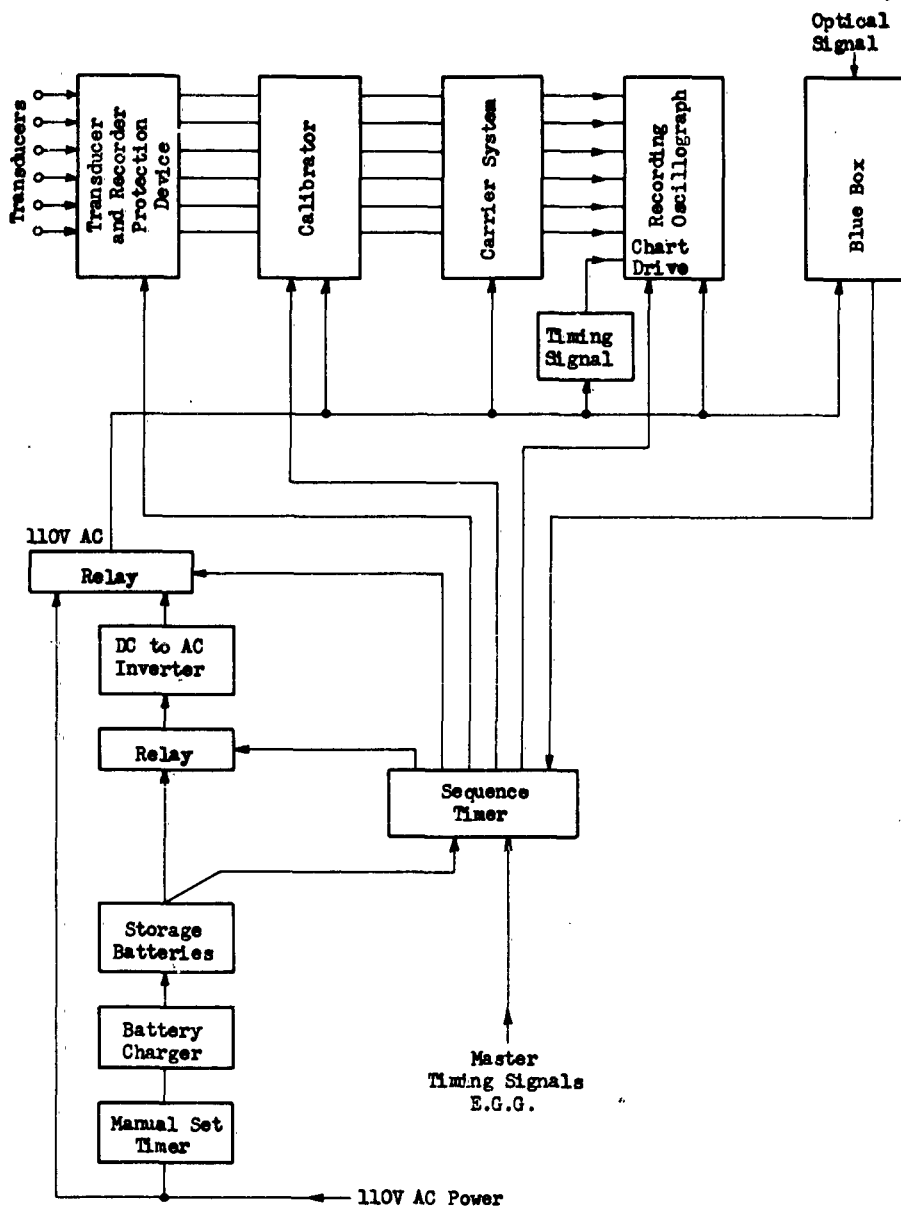 Optical
Signal
Transducers
Transducer
and Recorder
Protection
Device
Calibrator
Carrier System
Recording
Oscillograph
Chart
Drive
Blue Box
Timing
Signal
110V AC
Relay
DC to AC
Inverter
Relay
Sequence
Timer
Storage
Batteries
Battery
Charger
Master
Timing Signals
E.G.G.
Manual Set
Timer
110V AC Power